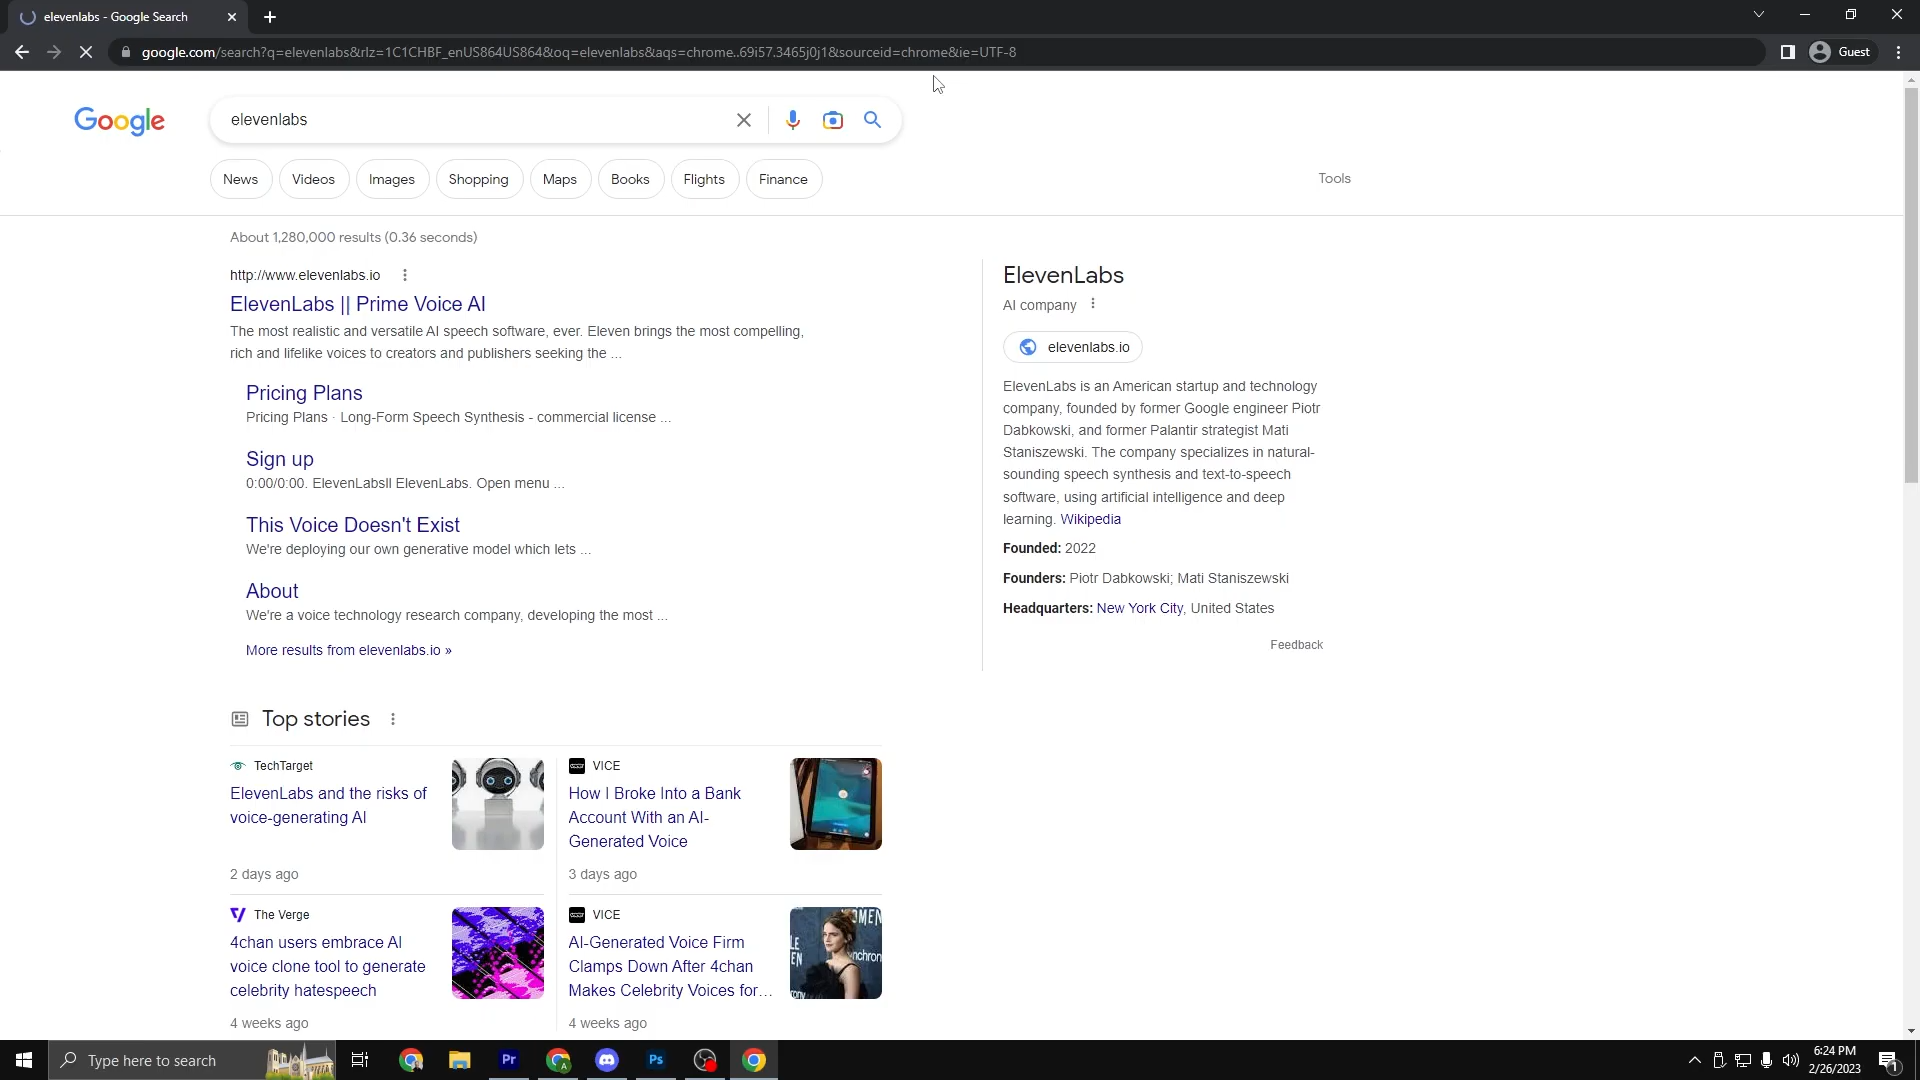 elevenlabs - Google Search
google.com/search?q=elevenlabs&rlz=1C1CHBF_enUS864US864&oq=elevenlabs&aqs=chrome..69i57.3465j0j1&sourceid=chrome&ie=UTF-8
Guest
Google
elevenlabs
News
Videos
Images
Shopping
Maps
Books
Flights
Finance
Tools
About 1,280,000 results (0.36 seconds)
http://www.elevenlabs.io
ElevenLabs || Prime Voice AI
The most realistic and versatile AI speech software, ever. Eleven brings the most compelling,
rich and lifelike voices to creators and publishers seeking the ...
Pricing Plans
Pricing Plans · Long-Form Speech Synthesis - commercial license ...
Sign up
0:00/0:00. ElevenLabsll ElevenLabs. Open menu ...
This Voice Doesn't Exist
We're deploying our own generative model which lets ...
About
We're a voice technology research company, developing the most ...
More results from elevenlabs.io »
ElevenLabs
AI company
elevenlabs.io
ElevenLabs is an American startup and technology
company, founded by former Google engineer Piotr
Dabkowski, and former Palantir strategist Mati
Staniszewski. The company specializes in natural-
sounding speech synthesis and text-to-speech
software, using artificial intelligence and deep
learning. Wikipedia
Founded: 2022
Founders: Piotr Dabkowski; Mati Staniszewski
Headquarters: New York City, United States
Feedback
Top stories
TechTarget
ElevenLabs and the risks of
voice-generating AI
2 days ago
VICE
How I Broke Into a Bank
Account With an AI-
Generated Voice
3 days ago
The Verge
4chan users embrace AI
voice clone tool to generate
celebrity hatespeech
4 weeks ago
VICE
AI-Generated Voice Firm
Clamps Down After 4chan
Makes Celebrity Voices for...
4 weeks ago
Type here to search
Pr
A
Ps
6:24 PM
2/26/2023
1